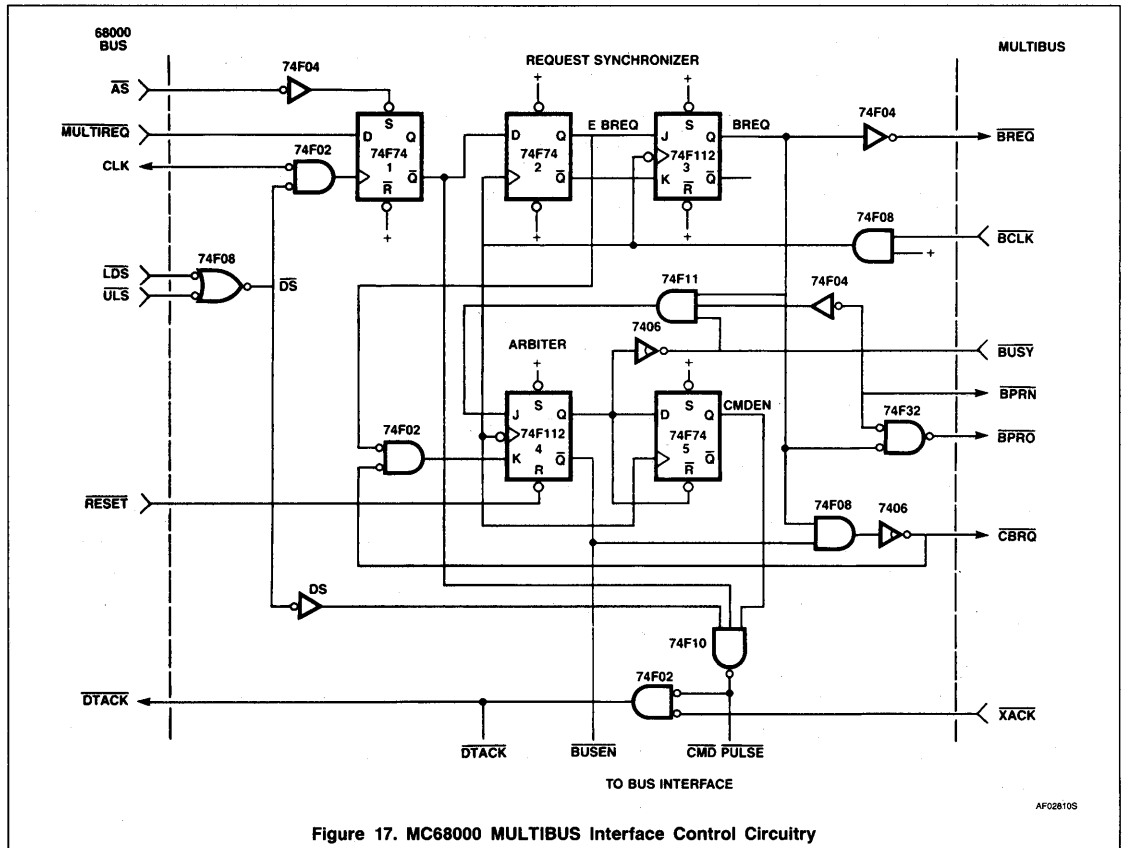 68000
BUS
MULTIBUS
REQUEST SYNCHRONIZER
AS
74F04
+
+
74F04
MULTIREQ
S
D Q
74F74
1
Q
R
+
S
D Q
74F74
2
Q
R
+
E BREQ
S
J Q
74F112
3
K Q
R
+
BREQ
BREQ
CLK
74F02
74F08
BCLK
+
LDS
ULS
74F08
DS
74F11
74F04
7406
BUSY
ARBITER
+
+
BPRN
S
J Q
74F112
4
K Q
R
S
D Q
74F74
5
Q
R
CMDEN
74F32
BPRO
74F02
RESET
74F08
7406
CBRQ
DS
74F10
74F02
DTACK
XACK
DTACK
BUSEN
CMD PULSE
TO BUS INTERFACE
AF02810S
Figure 17. MC68000 MULTIBUS Interface Control Circuitry